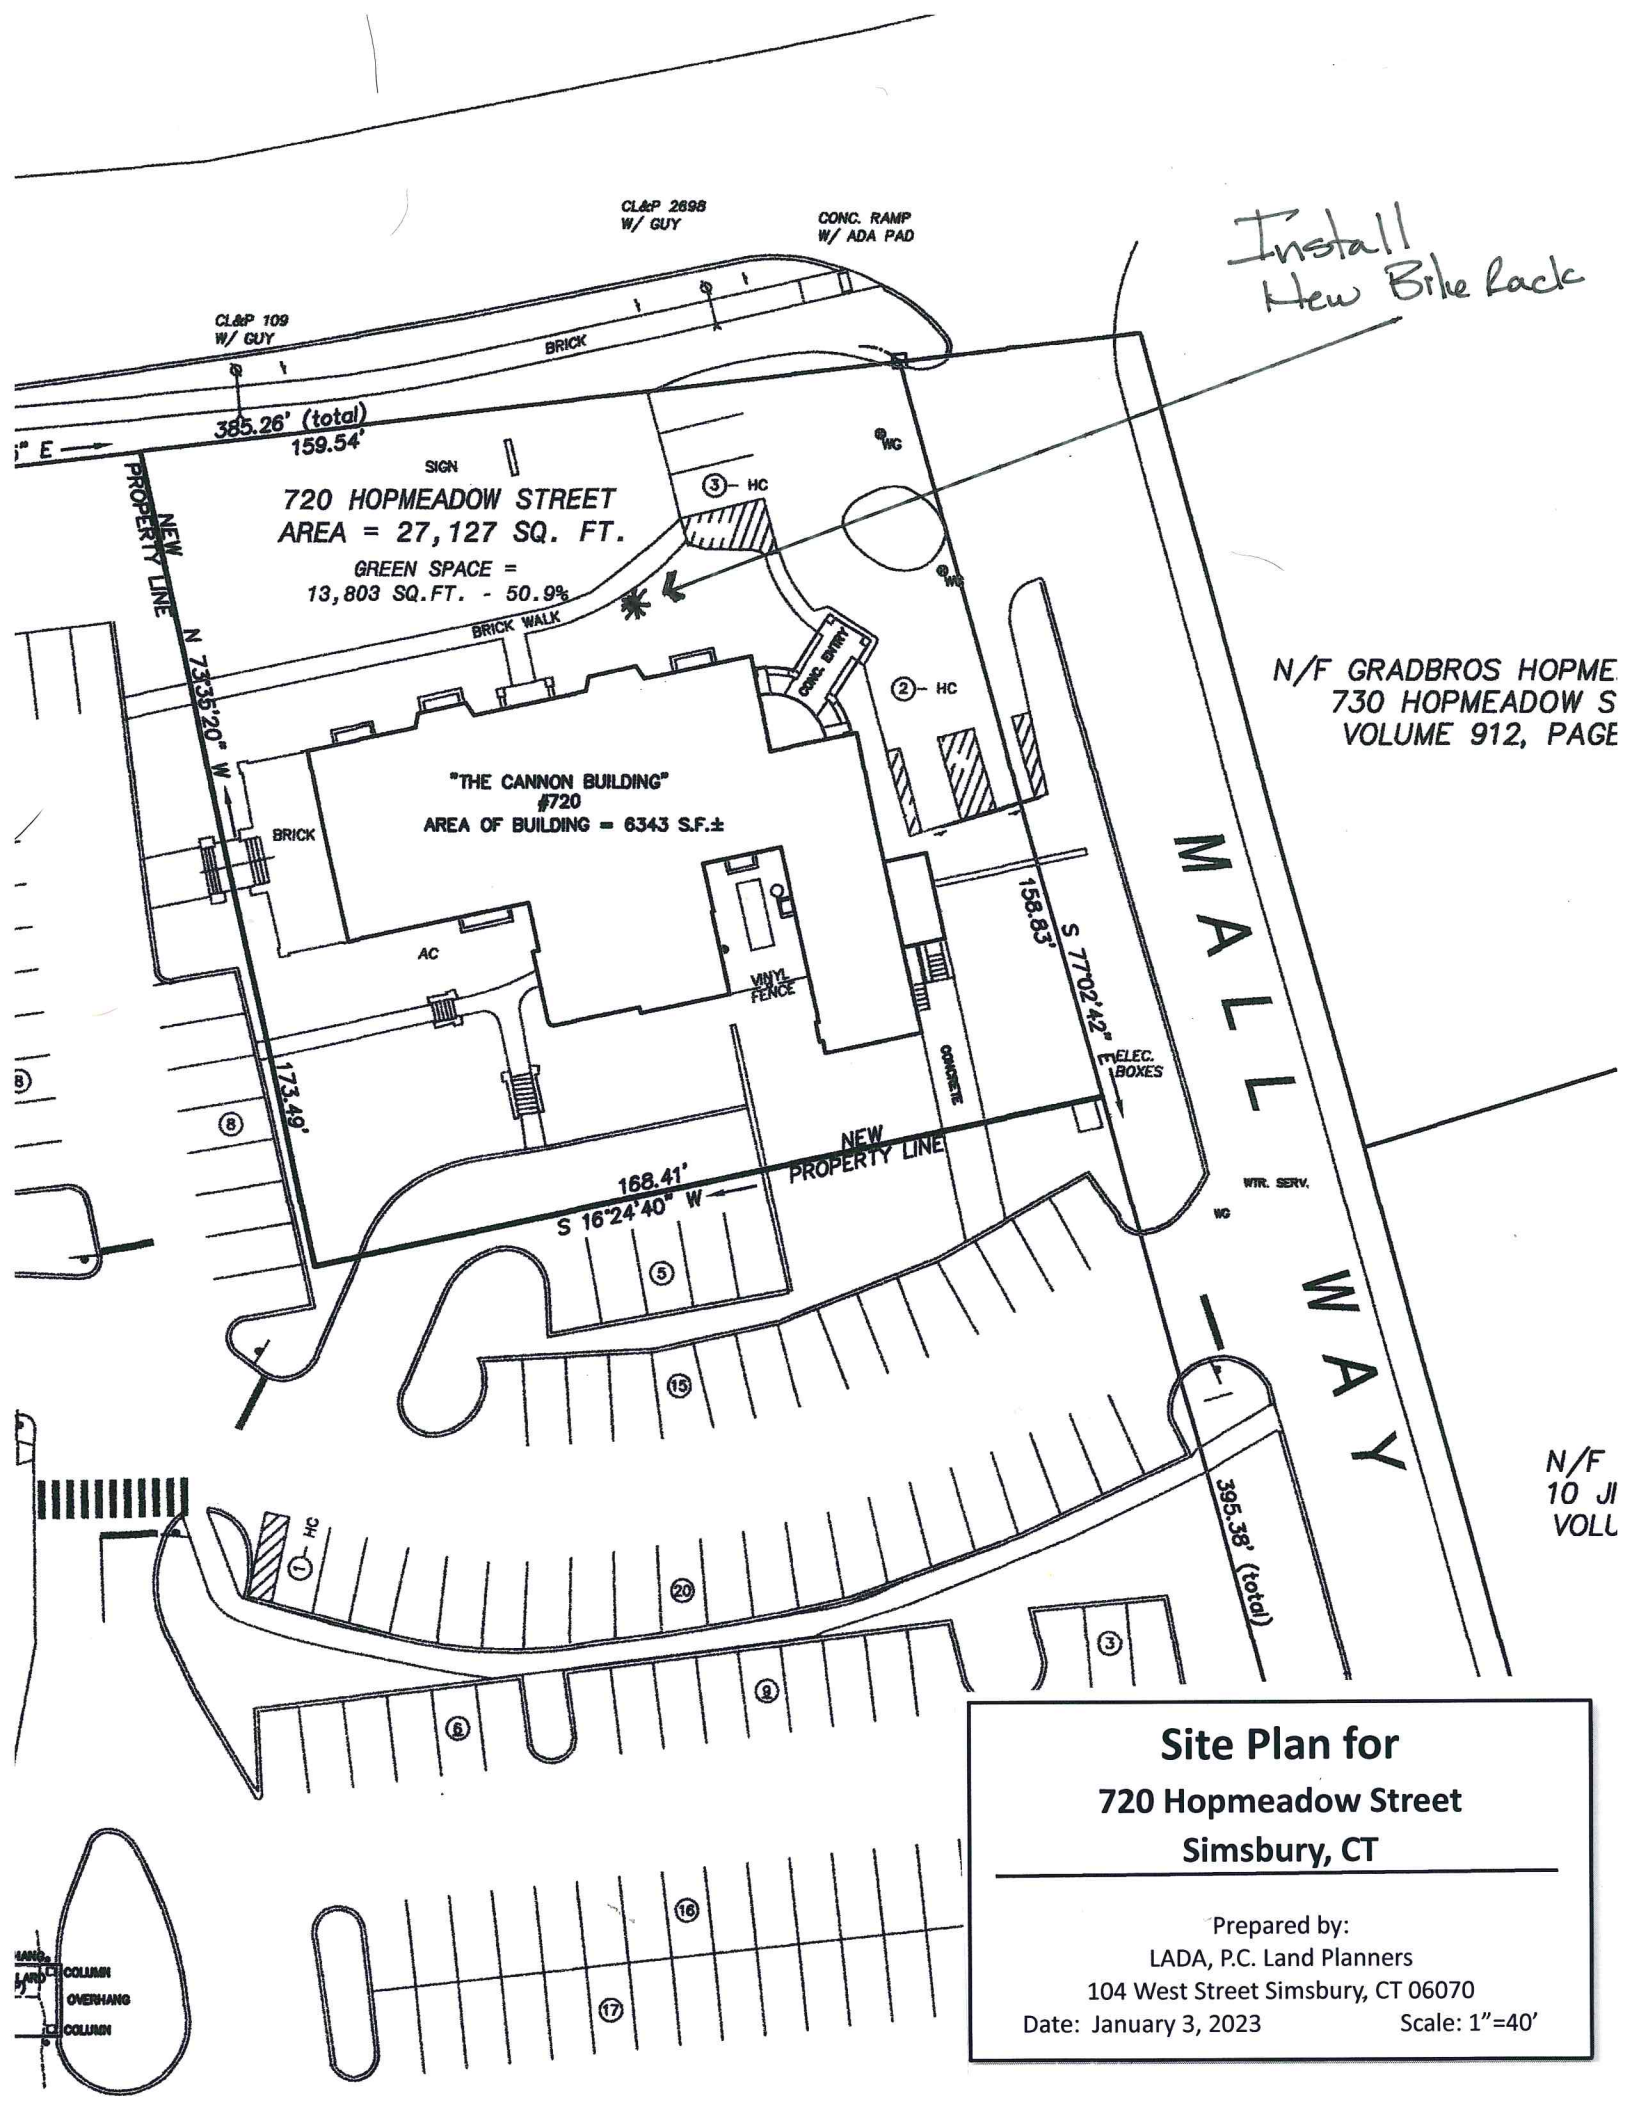 CL&P 2698
W/ GUY
CONC. RAMP
W/ ADA PAD
Install
New Bike Rack
CL&P 109
W/ GUY
BRICK
385.26' (total)
159.54'
" E
SIGN
720 HOPMEADOW STREET
AREA = 27,127 SQ. FT.
GREEN SPACE =
13,803 SQ.FT. - 50.9%
NEW
PROPERTY LINE
N 73°35'20" W
WG
3 - HC
WG
BRICK WALK
CONC. ENTRY
2 - HC
N/F GRADBROS HOPME
730 HOPMEADOW S
VOLUME 912, PAGE
"THE CANNON BUILDING"
#720
AREA OF BUILDING = 6343 S.F.±
BRICK
AC
VINYL
FENCE
158.83'
S 77°02'42" E
MALL WAY
CONCRETE
ELEC.
BOXES
8
8
173.49'
NEW
PROPERTY LINE
168.41'
S 16°24'40" W
WTR. SERV.
WG
5
15
395.38' (total)
N/F
10 JI
VOLU
1 - HC
20
3
9
6
16
17
COLUMN
OVERHANG
COLUMN
Site Plan for
720 Hopmeadow Street
Simsbury, CT
Prepared by:
LADA, P.C. Land Planners
104 West Street Simsbury, CT 06070
Date: January 3, 2023 Scale: 1"=40'